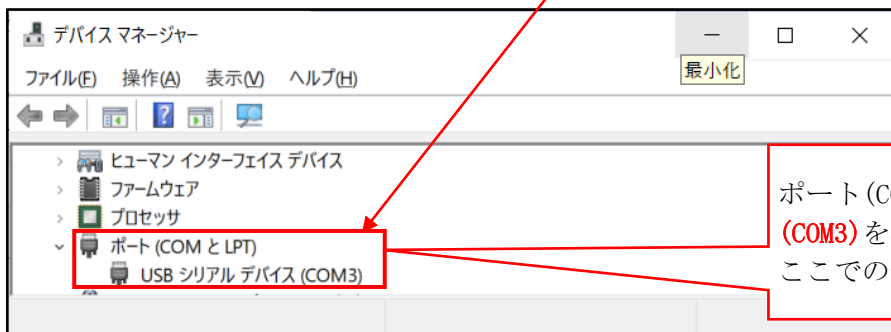 デバイス マネージャー
ファイル(F) 操作(A) 表示(V) ヘルプ(H)
最小化
ヒューマン インターフェイス デバイス
ファームウェア
プロセッサ
ポート (COM と LPT)
USB シリアル デバイス (COM3)
ポート(CO
(COM3)を
ここでの